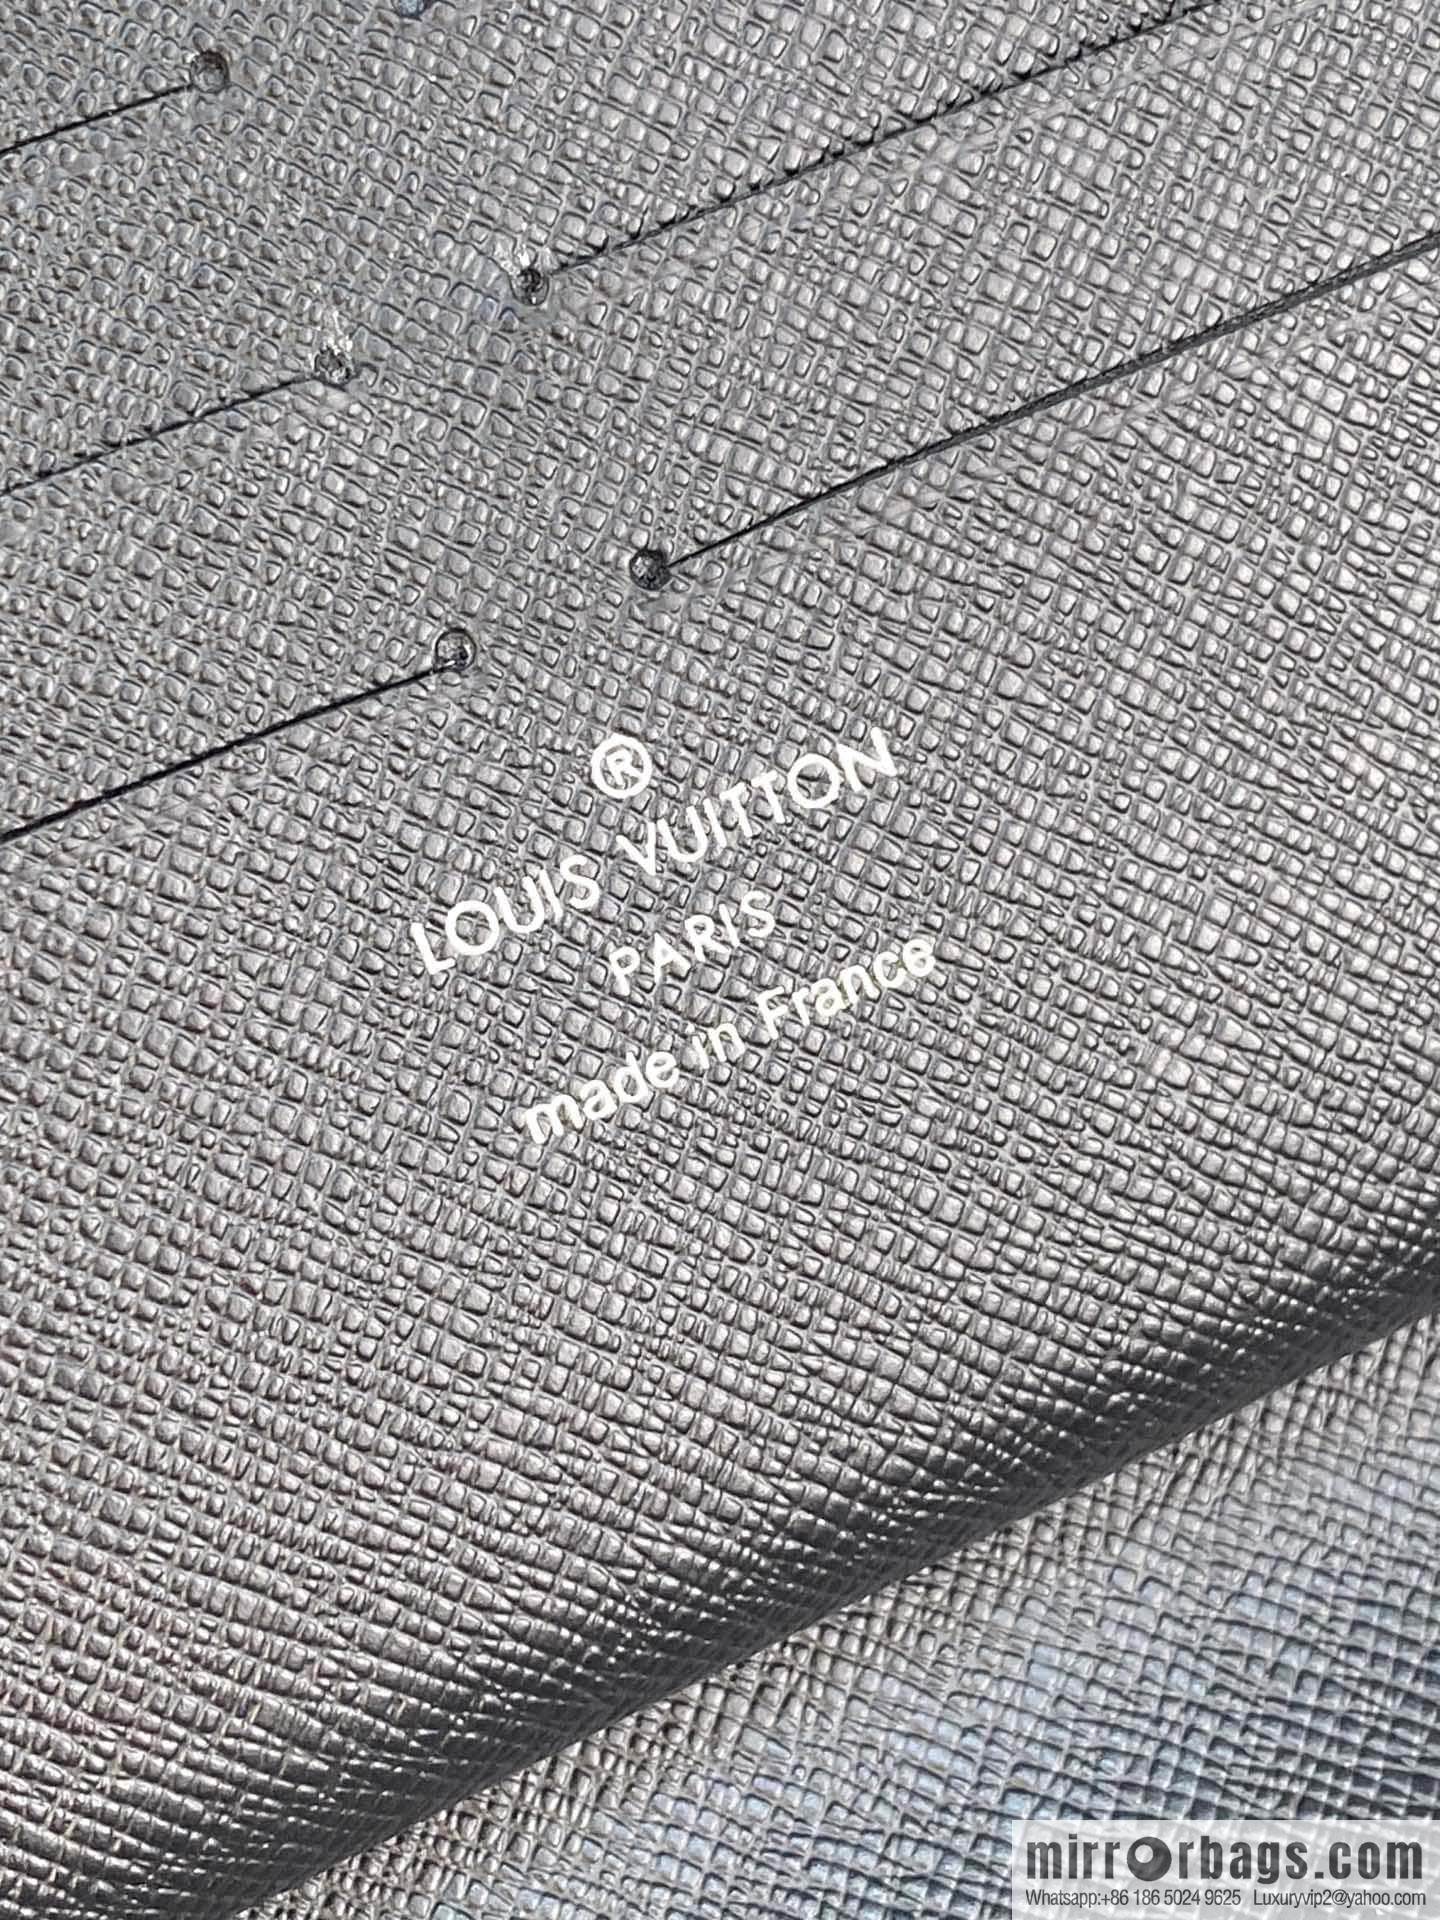 ®
LOUIS VUITTON
PARIS
made in France
mirrorbags.com
Whatsapp:+86 186 5024 9625 Luxuryvip2@yahoo.com